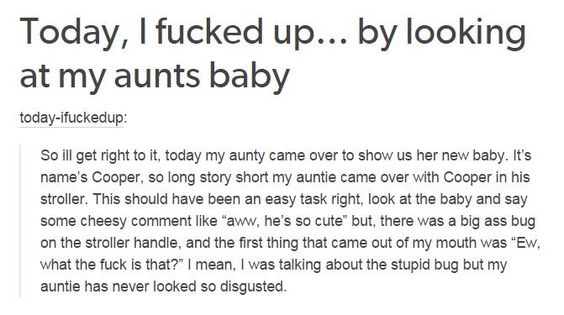 Today, I fucked up... by looking
at my aunts baby
today-ifuckedup:
So ill get right to it, today my aunty came over to show us her new baby. It's
name's Cooper, so long story short my auntie came over with Cooper in his
stroller. This should have been an easy task right, look at the baby and say
some cheesy comment like “aww, he's so cute” but, there was a big ass bug
on the stroller handle, and the first thing that came out of my mouth was “Ew,
what the fuck is that?” I mean, I was talking about the stupid bug but my
auntie has never looked so disgusted.